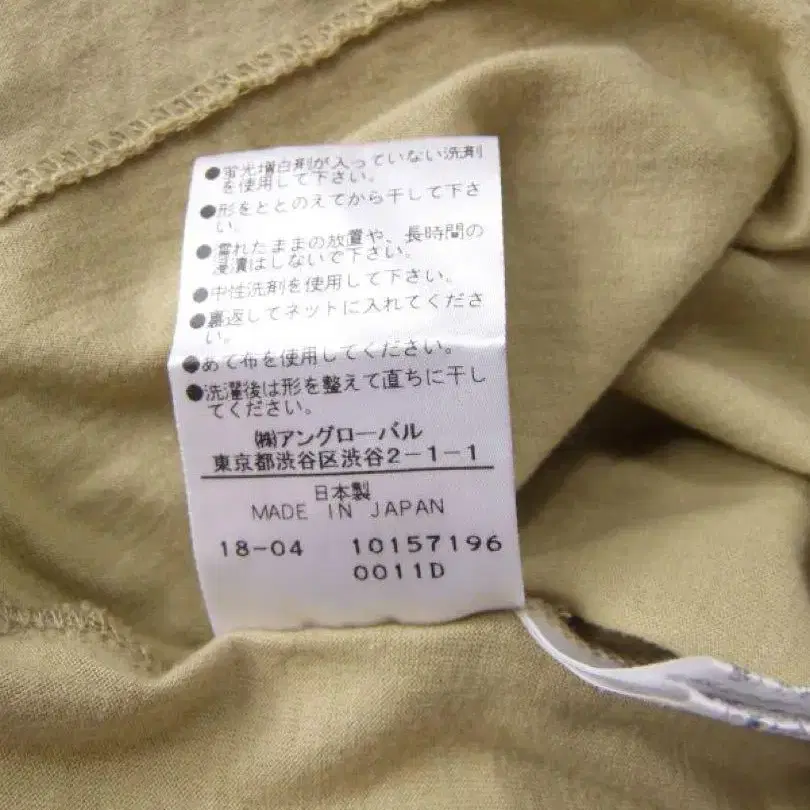 ●蛍光増白剤が入っていない洗剤
を使用して下さい。
●形をととのえてから干して下さ
い。
●濡れたままの放置や、長時間の
浸漬はしないで下さい。
●中性洗剤を使用して下さい。
●裏返してネットに入れてくださ
い。
●あて布を使用してください。
●洗濯後は形を整えて直ちに干し
てください。
㈱アングローバル
東京都渋谷区渋谷2-1-1
日本製
MADE IN JAPAN
18-04 10157196
0011D